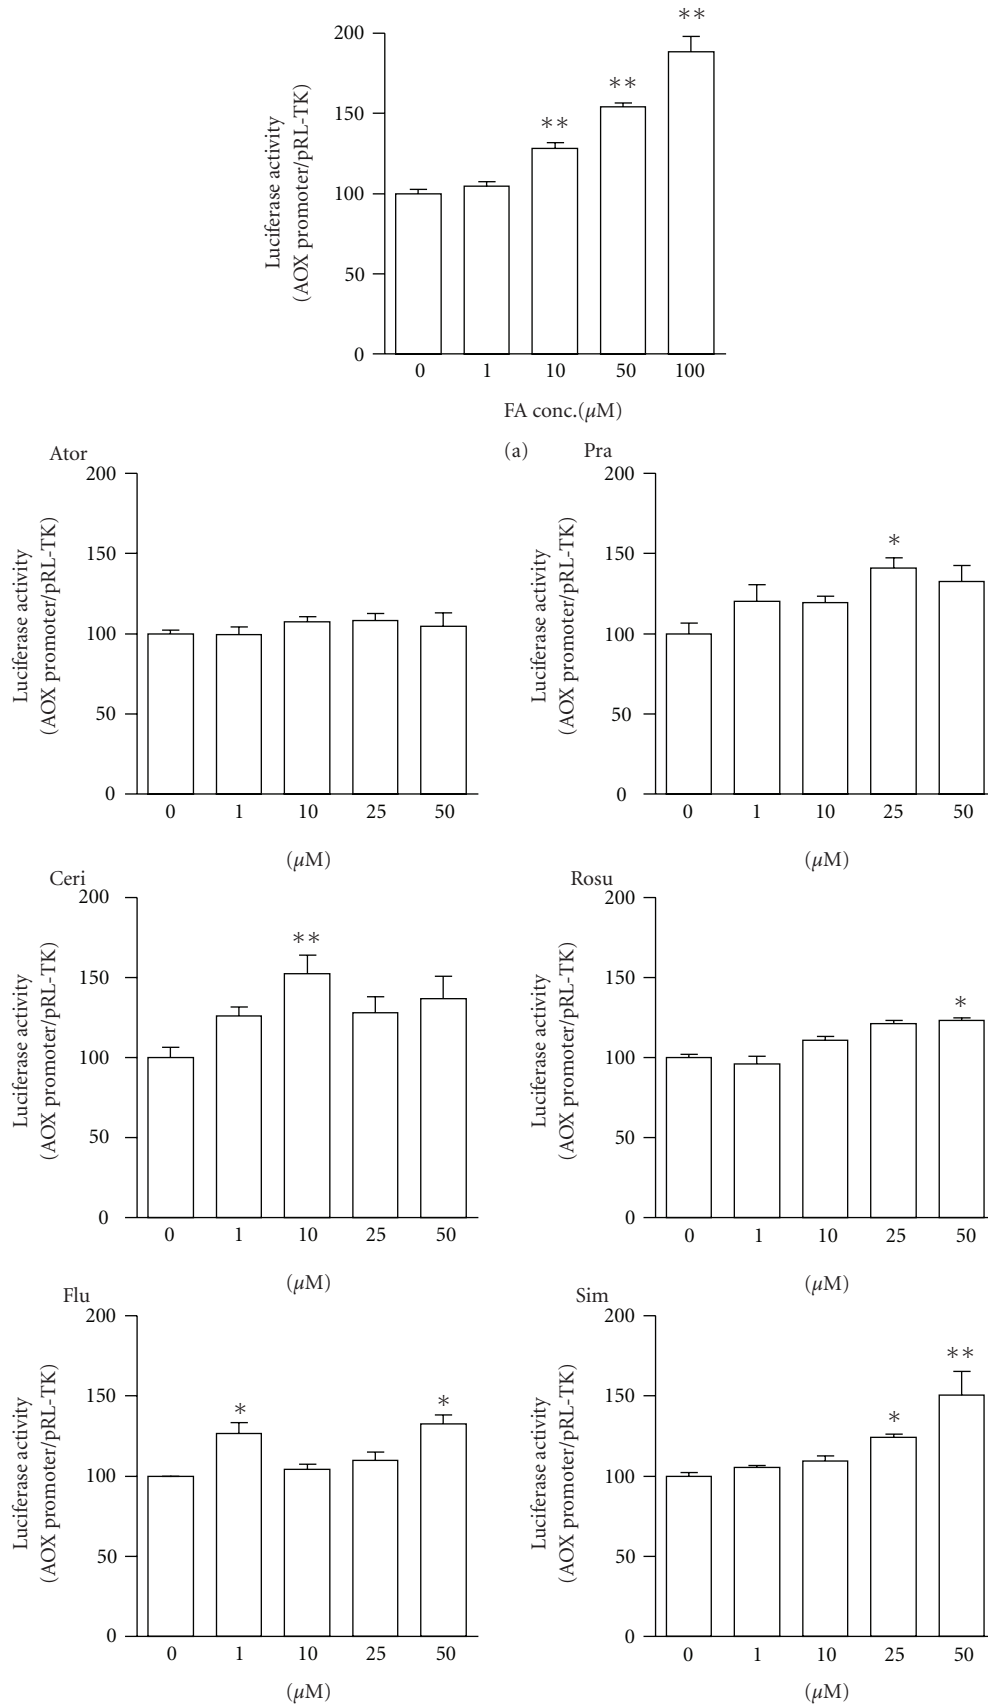 ∗∗
200
∗∗
150
∗∗
100
50
0
Luciferase activity
(AOX promoter/pRL-TK)
0 1 10 50 100
FA conc.(μM)
(a)
Ator
200
150
100
50
0
Luciferase activity
(AOX promoter/pRL-TK)
0 1 10 25 50
(μM)
Pra
200
150
100
50
0
∗
Luciferase activity
(AOX promoter/pRL-TK)
0 1 10 25 50
(μM)
Ceri
200
150
100
50
0
∗∗
Luciferase activity
(AOX promoter/pRL-TK)
0 1 10 25 50
(μM)
Rosu
200
150
100
50
0
∗
Luciferase activity
(AOX promoter/pRL-TK)
0 1 10 25 50
(μM)
Flu
200
150
100
50
0
∗ ∗
Luciferase activity
(AOX promoter/pRL-TK)
0 1 10 25 50
(μM)
Sim
200
150
100
50
0
∗∗
∗
Luciferase activity
(AOX promoter/pRL-TK)
0 1 10 25 50
(μM)